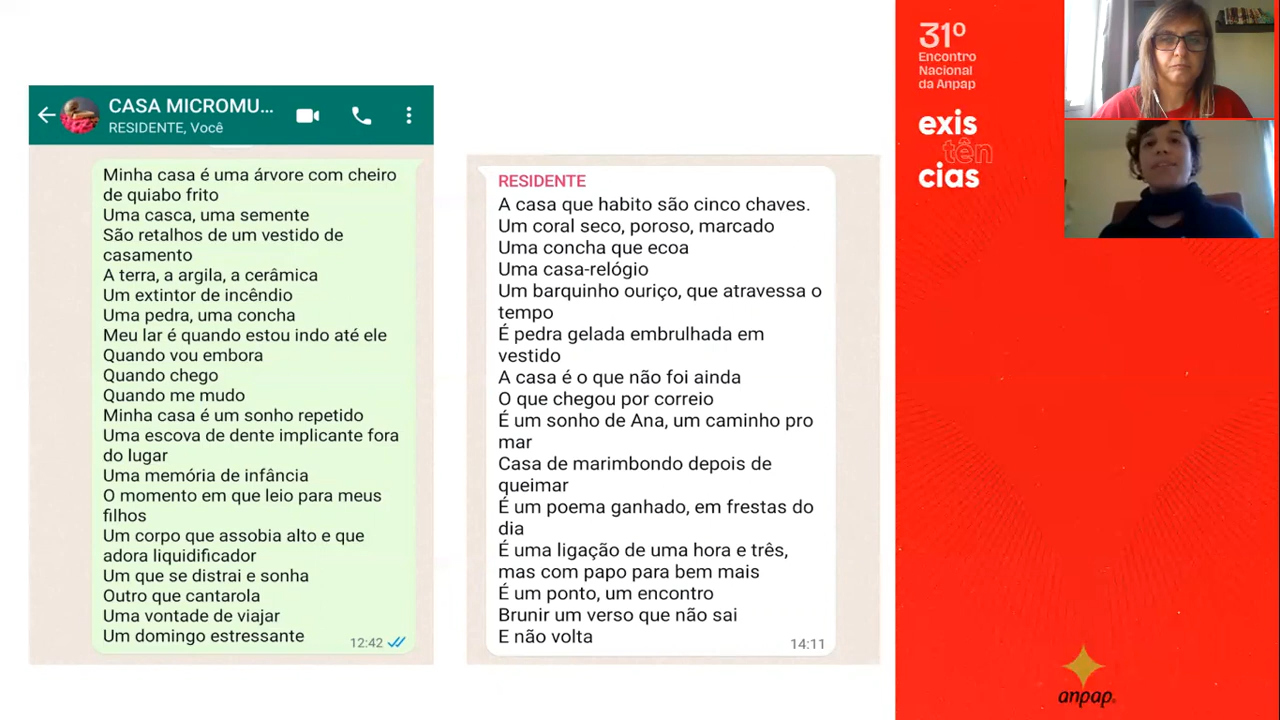 CASA MICROMU...
RESIDENTE, Você
Minha casa é uma árvore com cheiro
de quiabo frito
Uma casca, uma semente
São retalhos de um vestido de
casamento
A terra, a argila, a cerâmica
Um extintor de incêndio
Uma pedra, uma concha
Meu lar é quando estou indo até ele
Quando vou embora
Quando chego
Quando me mudo
Minha casa é um sonho repetido
Uma escova de dente implicante fora
do lugar
Uma memória de infância
O momento em que leio para meus
filhos
Um corpo que assobia alto e que
adora liquidificador
Um que se distrai e sonha
Outro que cantarola
Uma vontade de viajar
Um domingo estressante
12:42
RESIDENTE
A casa que habito são cinco chaves.
Um coral seco, poroso, marcado
Uma concha que ecoa
Uma casa-relógio
Um barquinho ouriço, que atravessa o
tempo
É pedra gelada embrulhada em
vestido
A casa é o que não foi ainda
O que chegou por correio
É um sonho de Ana, um caminho pro
mar
Casa de marimbondo depois de
queimar
É um poema ganhado, em frestas do
dia
É uma ligação de uma hora e três,
mas com papo para bem mais
É um ponto, um encontro
Brunir um verso que não sai
E não volta
14:11
31º
Encontro
Nacional
da Anpap
exis
tên
cias
anpap